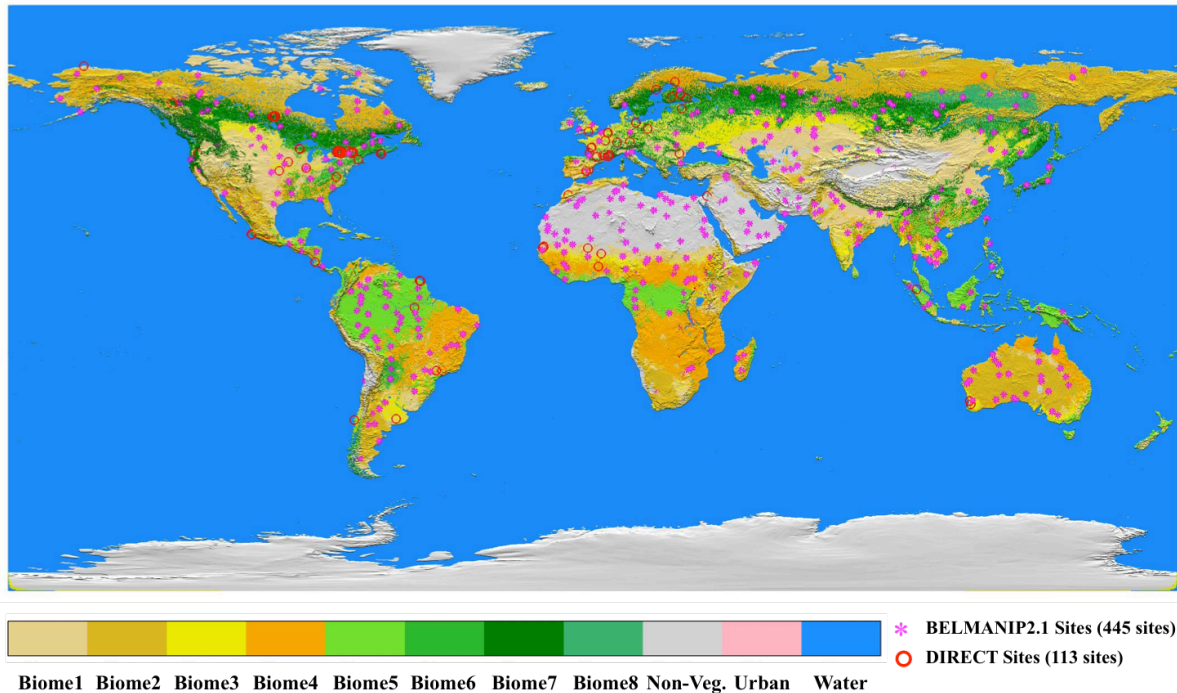 BELMANIP2.1 Sites (445 sites)
DIRECT Sites (113 sites)
Biome1 Biome2 Biome3 Biome4 Biome5 Biome6 Biome7 Biome8 Non-Veg. Urban Water